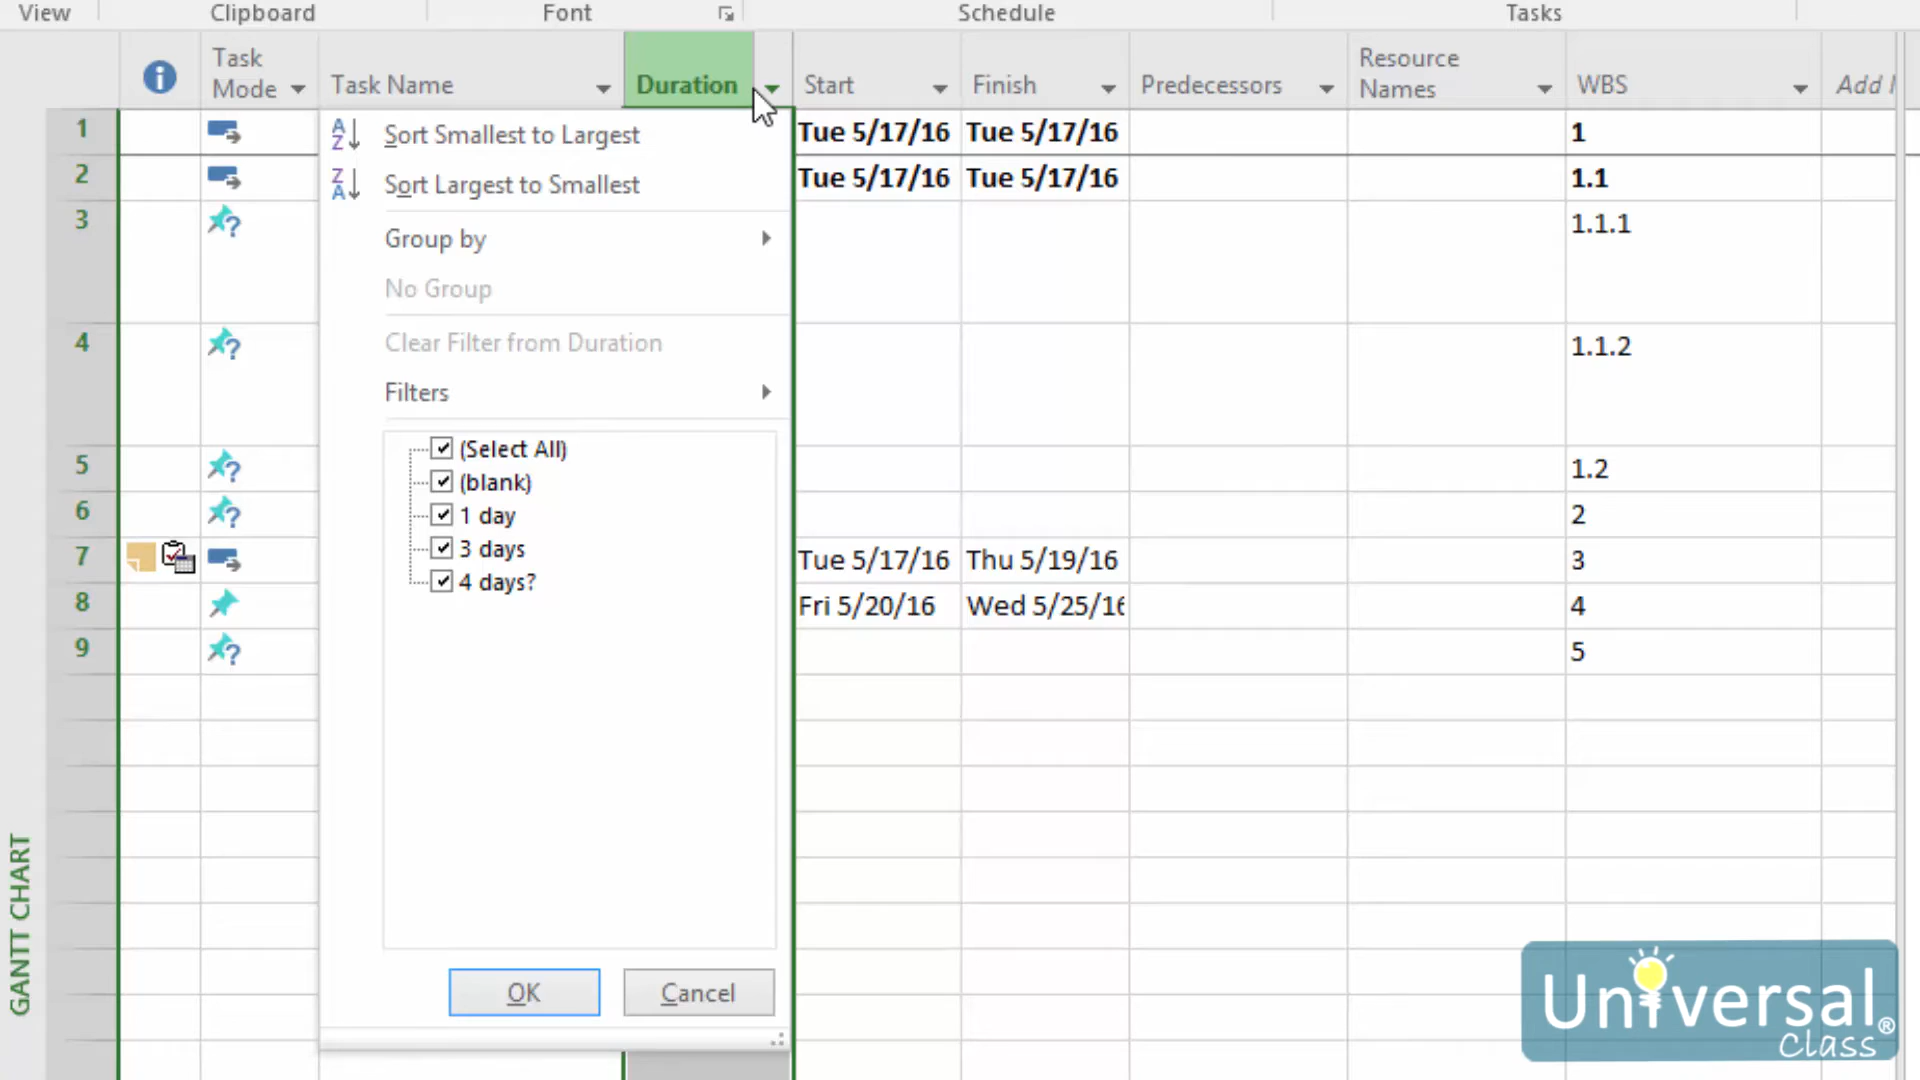 View Clipboard Font Schedule Tasks
Task Mode Task Name Duration Start Finish Predecessors Resource Names WBS Add
1 Tue 5/17/16 Tue 5/17/16 1
2 Tue 5/17/16 Tue 5/17/16 1.1
3 1.1.1
4 1.1.2
5 1.2
6 2
7 Tue 5/17/16 Thu 5/19/16 3
8 Fri 5/20/16 Wed 5/25/16 4
9 5
A Z Sort Smallest to Largest
Z A Sort Largest to Smallest
Group by
No Group
Clear Filter from Duration
Filters
(Select All)
(blank)
1 day
3 days
4 days?
OK Cancel
GANTT CHART
Universal®
Class